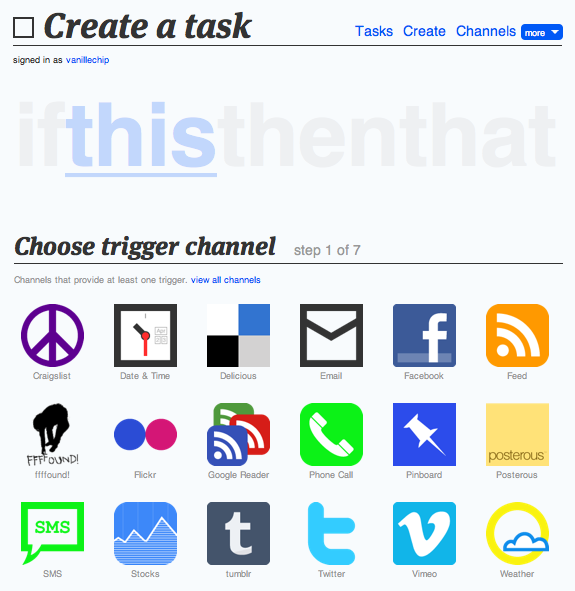 Create a task
Tasks Create Channels more
signed in as vanillechip
ifthisthenthat
Choose trigger channel step 1 of 7
Channels that provide at least one trigger. view all channels
Craigslist Date & Time Delicious Email Facebook Feed
FFFFOUND! posterous
ffffound! Flickr Google Reader Phone Call Pinboard Posterous
SMS
SMS Stocks tumblr Twitter Vimeo Weather